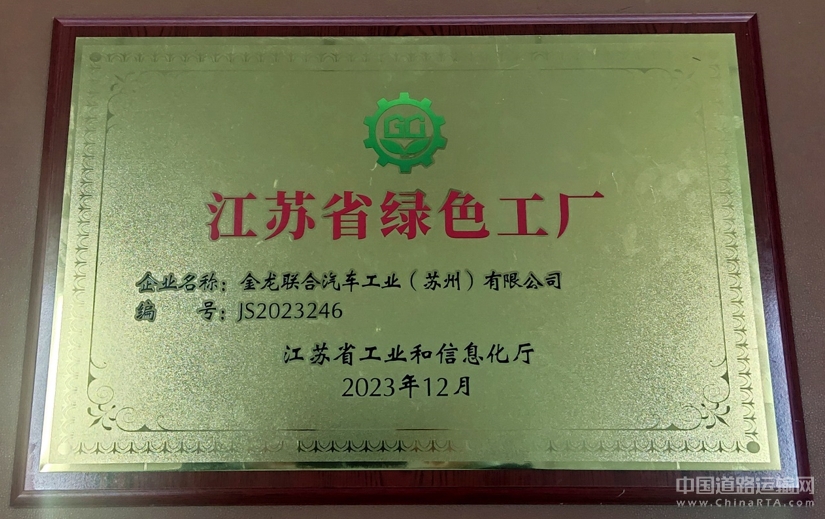 江苏省绿色工厂
企业名称：金龙联合汽车工业（苏州）有限公司
编　　号：JS2023246
江苏省工业和信息化厅
2023年12月
中国道路运输网
www.ChinaRTA.com